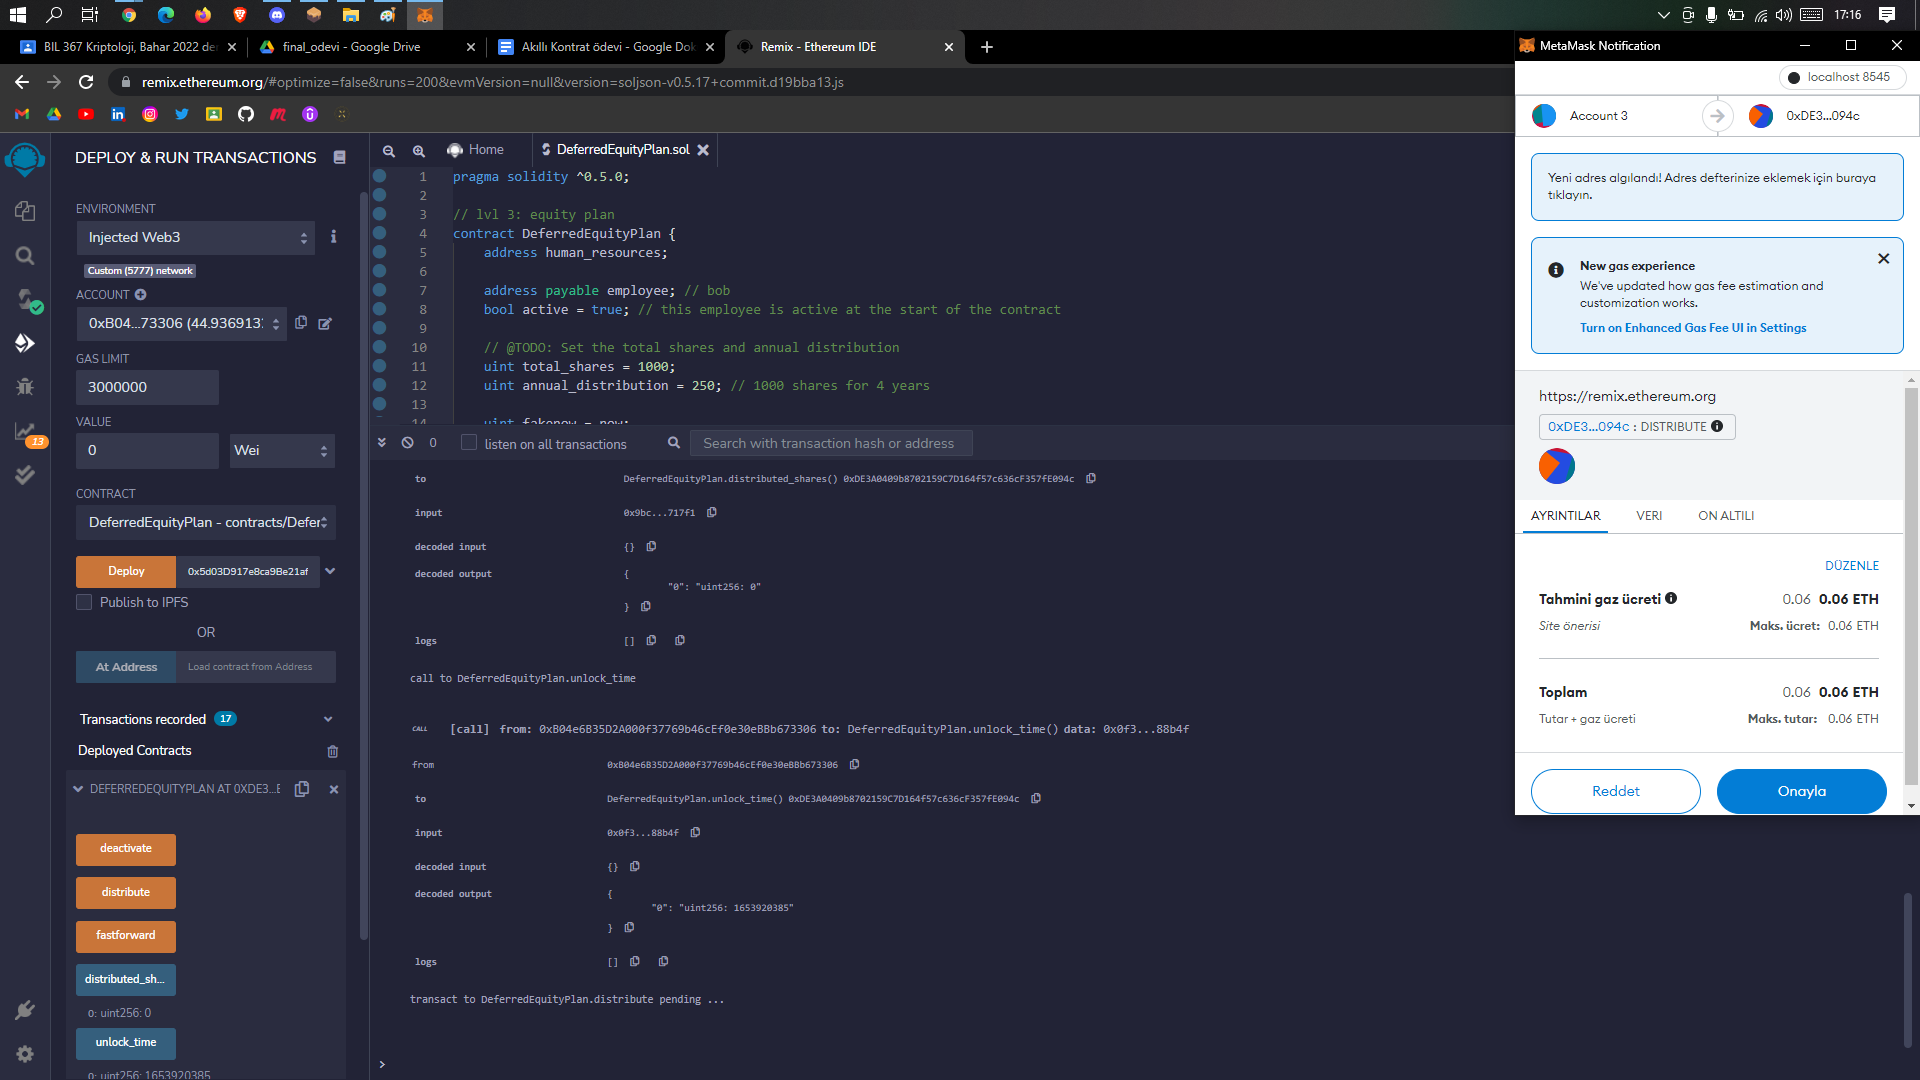 17:16
BIL 367 Kriptoloji, Bahar 2022 de
final_odevi - Google Drive
Akıllı Kontrat ödevi - Google Dok
Remix - Ethereum IDE
remix.ethereum.org/#optimize=false&runs=200&evmVersion=null&version=soljson-v0.5.17+commit.d19bba13.js
DEPLOY & RUN TRANSACTIONS
ENVIRONMENT
Injected Web3
Custom (5777) network
ACCOUNT
0xB04...73306 (44.9369131
GAS LIMIT
3000000
VALUE
0
Wei
CONTRACT
DeferredEquityPlan - contracts/Defer
Deploy
0x5d03D917e8ca9Be21af
Publish to IPFS
OR
At Address
Load contract from Address
Transactions recorded 17
Deployed Contracts
DEFERREDEQUITYPLAN AT 0XDE3...E
deactivate
distribute
fastforward
distributed_sh...
0: uint256: 0
unlock_time
0: uint256: 1653920385
13
Home
DeferredEquityPlan.sol
1 pragma solidity ^0.5.0;
2
3 // lvl 3: equity plan
4 contract DeferredEquityPlan {
5 address human_resources;
6
7 address payable employee; // bob
8 bool active = true; // this employee is active at the start of the contract
9
10 // @TODO: Set the total shares and annual distribution
11 uint total_shares = 1000;
12 uint annual_distribution = 250; // 1000 shares for 4 years
13
14 uint fakenow = now;
0
listen on all transactions
Search with transaction hash or address
to DeferredEquityPlan.distributed_shares() 0xDE3A0409b8702159C7D164f57c636cF357fE094c
input 0x9bc...717f1
decoded input {}
decoded output {
"0": "uint256: 0"
}
logs []
call to DeferredEquityPlan.unlock_time
CALL [call] from: 0xB04e6B35D2A000f37769b46cEf0e30eBBb673306 to: DeferredEquityPlan.unlock_time() data: 0x0f3...88b4f
from 0xB04e6B35D2A000f37769b46cEf0e30eBBb673306
to DeferredEquityPlan.unlock_time() 0xDE3A0409b8702159C7D164f57c636cF357fE094c
input 0x0f3...88b4f
decoded input {}
decoded output {
"0": "uint256: 1653920385"
}
logs []
transact to DeferredEquityPlan.distribute pending ...
>
MetaMask Notification
localhost 8545
Account 3
0xDE3...094c
Yeni adres algılandı! Adres defterinize eklemek için buraya
tıklayın.
New gas experience
We've updated how gas fee estimation and
customization works.
Turn on Enhanced Gas Fee UI in Settings
https://remix.ethereum.org
0xDE3...094c : DISTRIBUTE
AYRINTILAR
VERI
ON ALTILI
DÜZENLE
Tahmini gaz ücreti 0.06 0.06 ETH
Site önerisi Maks. ücret: 0.06 ETH
Toplam 0.06 0.06 ETH
Tutar + gaz ücreti Maks. tutar: 0.06 ETH
Reddet
Onayla